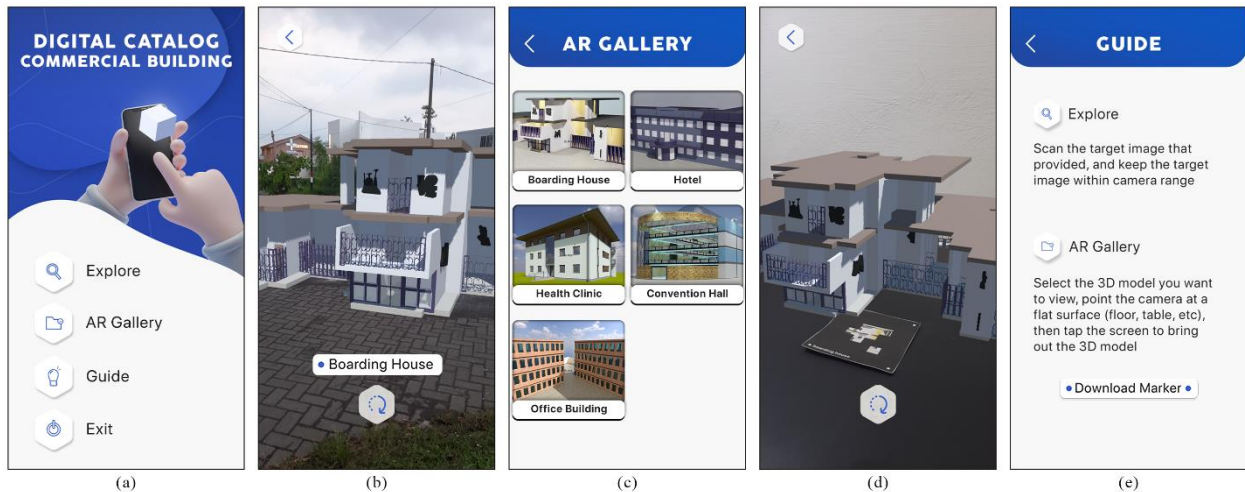 DIGITAL CATALOG
COMMERCIAL BUILDING
Explore
AR Gallery
Guide
Exit
(a)
Boarding House
(b)
AR GALLERY
Boarding House
Hotel
Health Clinic
Convention Hall
Office Building
(c)
Boarding House
(d)
GUIDE
Explore
Scan the target image that
provided, and keep the target
image within camera range
AR Gallery
Select the 3D model you want
to view, point the camera at a
flat surface (floor, table, etc),
then tap the screen to bring
out the 3D model
Download Marker
(e)